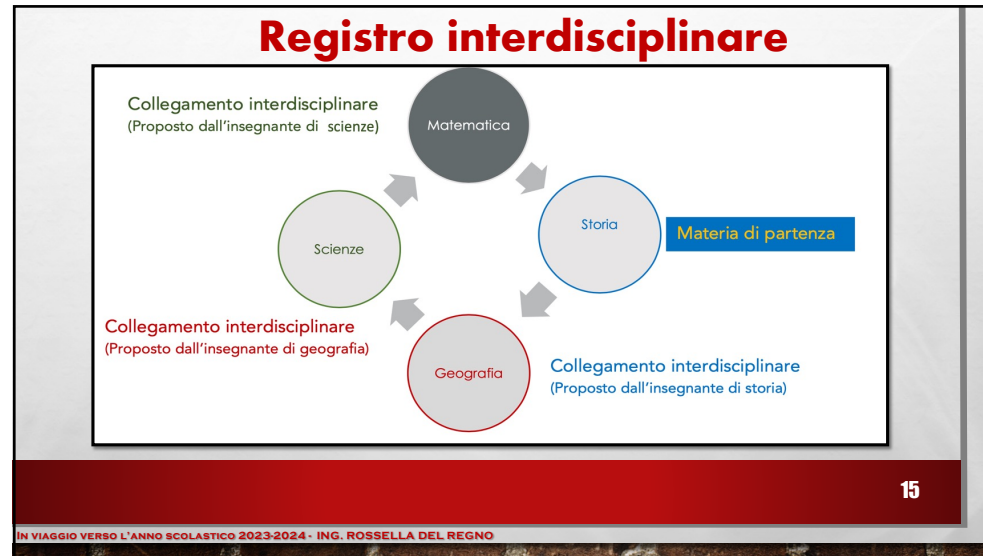 Registro interdisciplinare
Collegamento interdisciplinare
(Proposto dall'insegnante di scienze)
Matematica
Storia
Materia di partenza
Scienze
Collegamento interdisciplinare
(Proposto dall'insegnante di geografia)
Geografia
Collegamento interdisciplinare
(Proposto dall'insegnante di storia)
15
In viaggio verso l'anno scolastico 2023-2024 - ING. ROSSELLA DEL REGNO